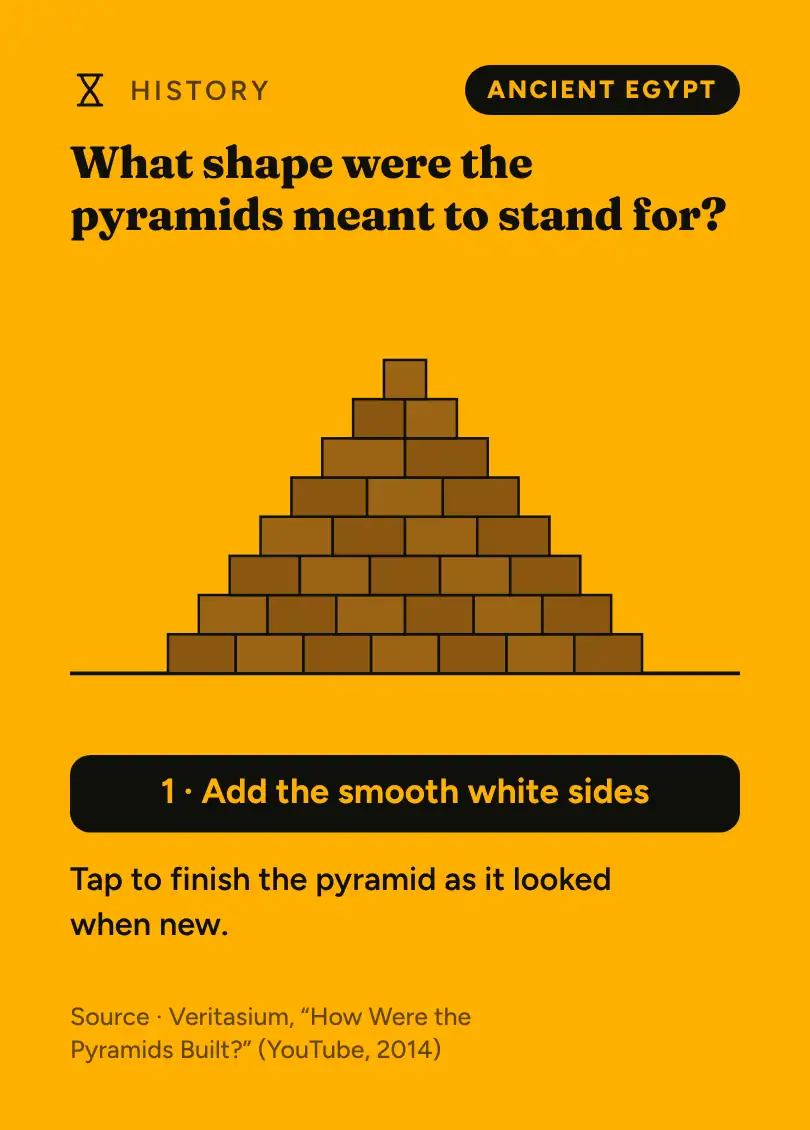 HISTORY
ANCIENT EGYPT
What shape were the
pyramids meant to stand for?
1 · Add the smooth white sides
Tap to finish the pyramid as it looked
when new.
Source · Veritasium, “How Were the
Pyramids Built?” (YouTube, 2014)